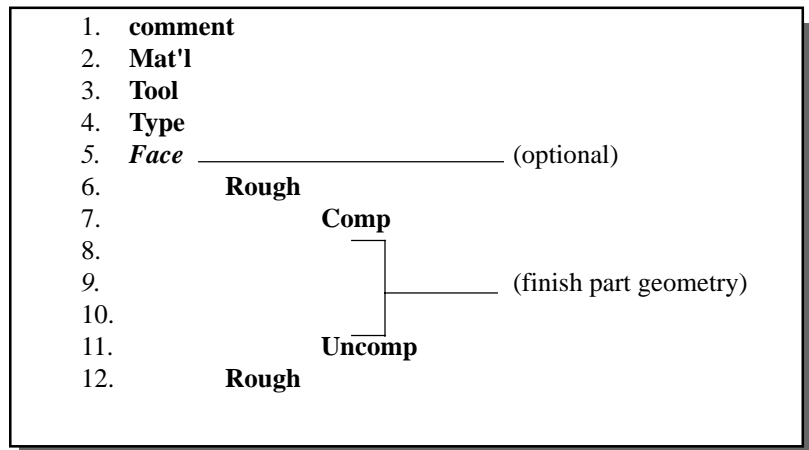 1. comment
2. Mat'l
3. Tool
4. Type
5. Face (optional)
6. Rough
7. Comp
8.
9. (finish part geometry)
10.
11. Uncomp
12. Rough